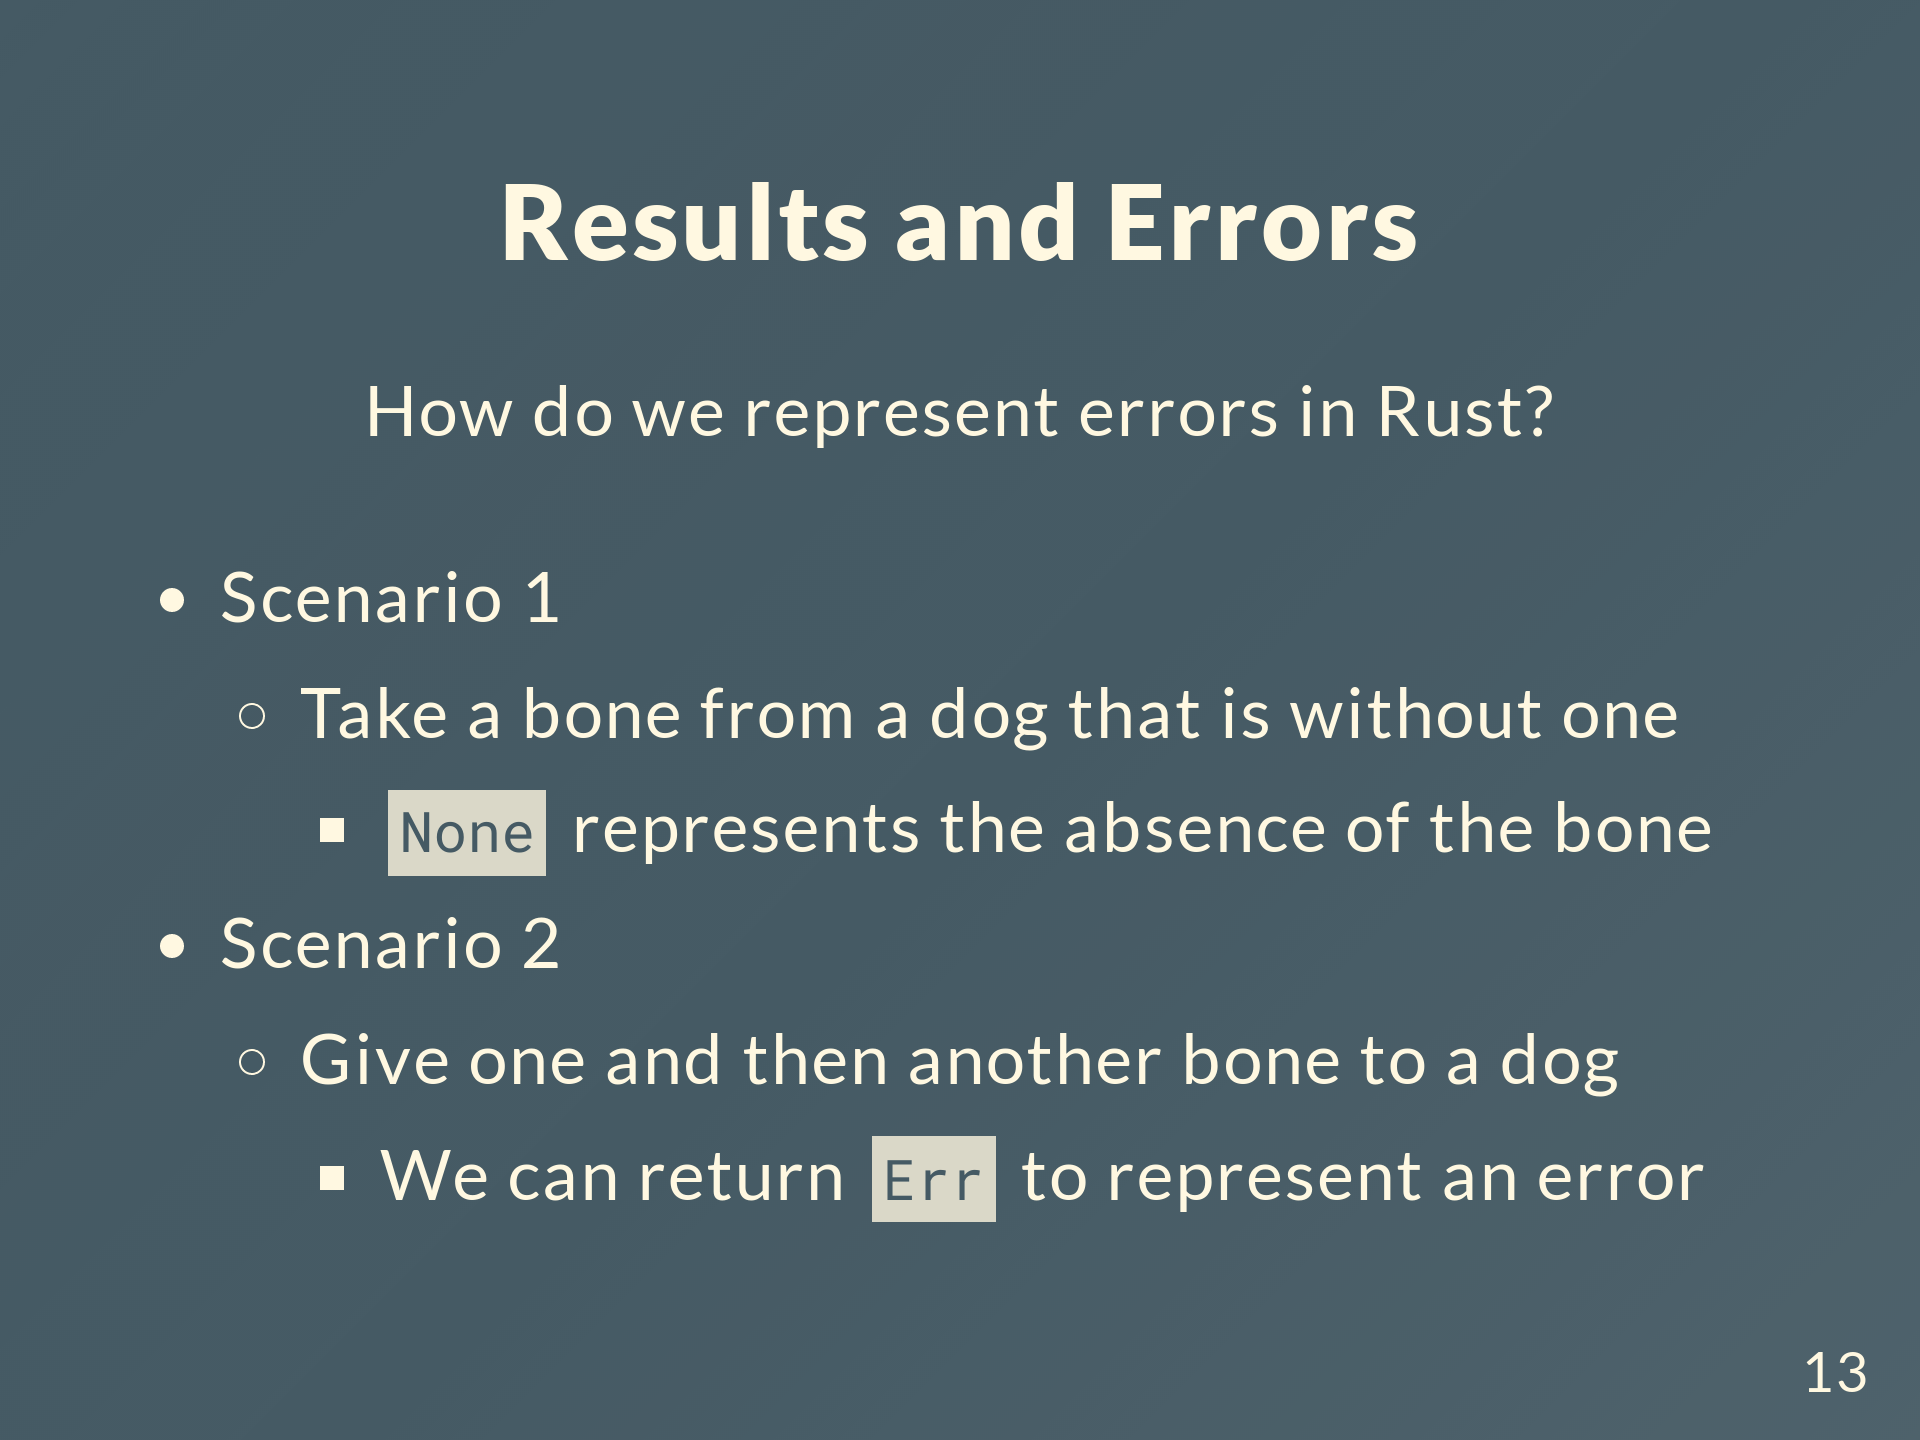 Results and Errors
How do we represent errors in Rust?
• Scenario 1
○ Take a bone from a dog that is without one
■ None represents the absence of the bone
• Scenario 2
○ Give one and then another bone to a dog
■ We can return Err to represent an error
13